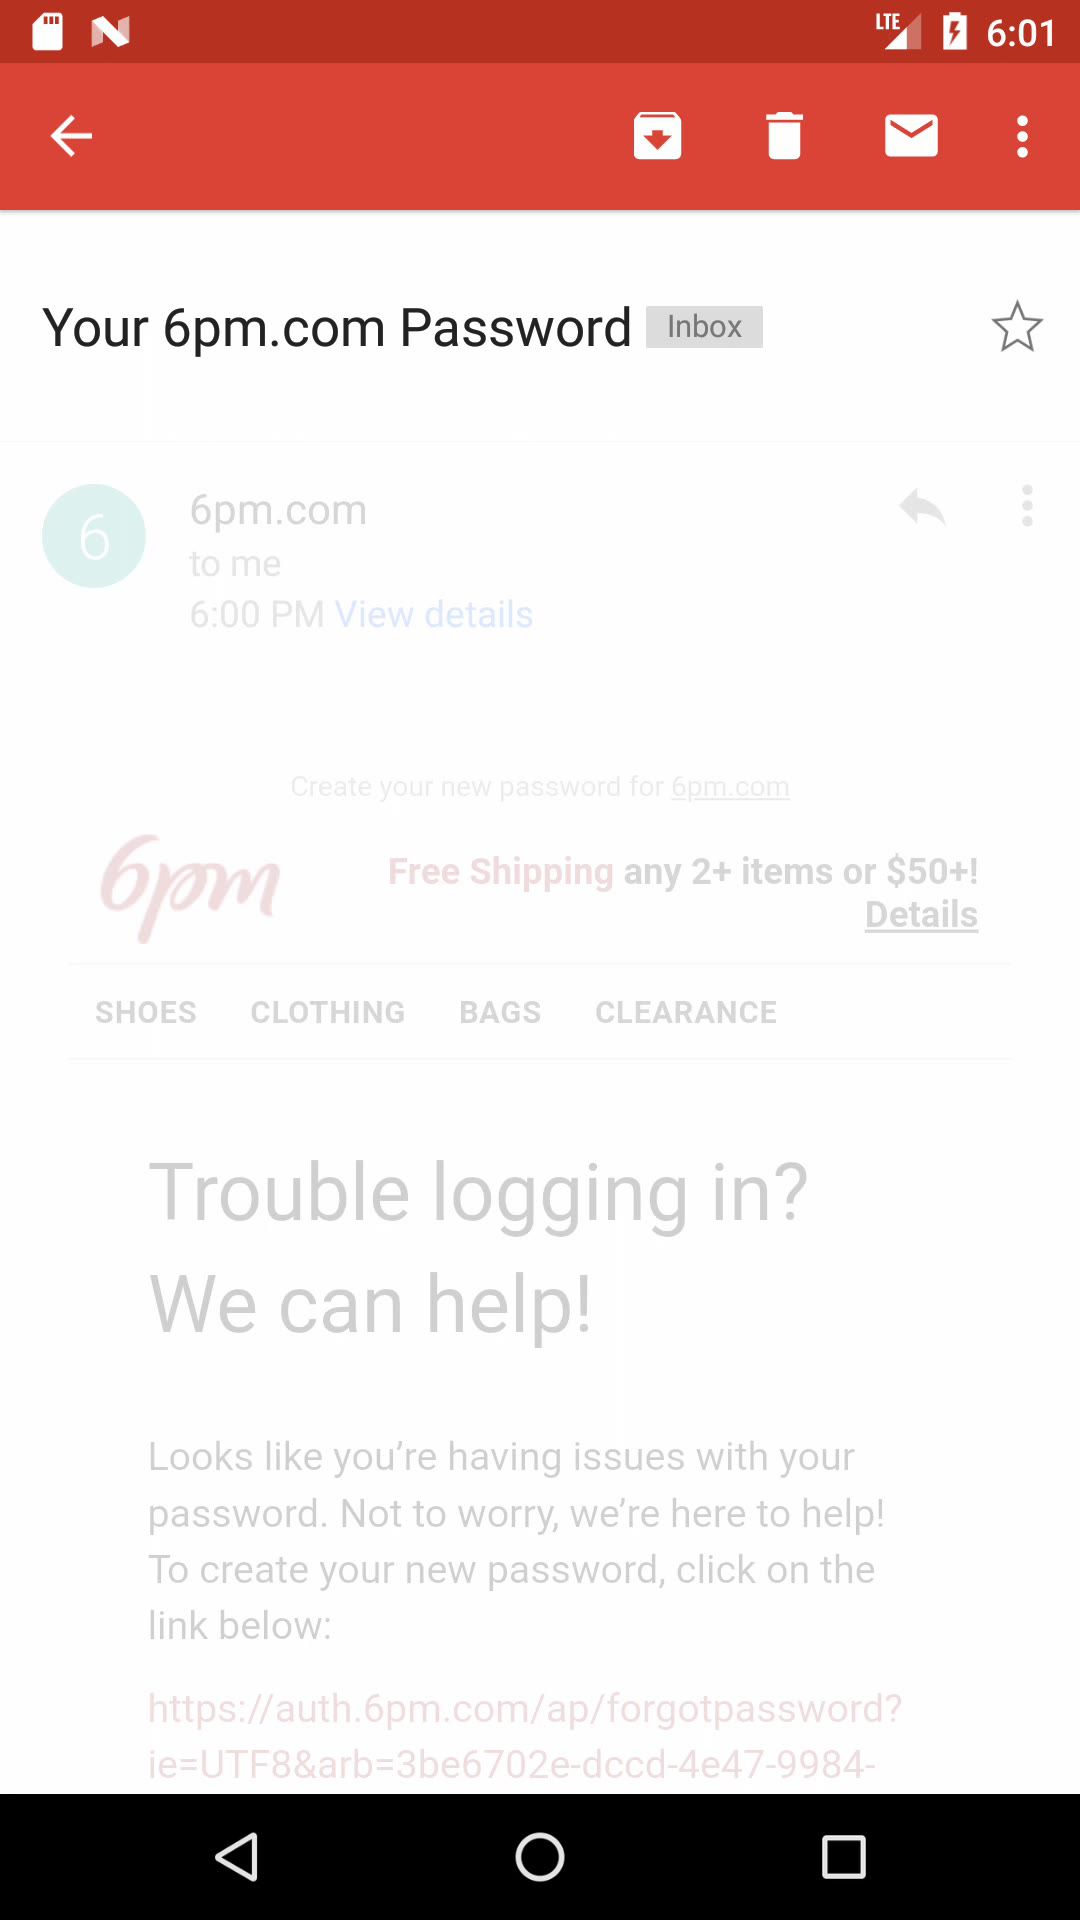 LTE 6:01
Your 6pm.com Password Inbox
6
6pm.com
to me
6:00 PM View details
Create your new password for 6pm.com
6pm
Free Shipping any 2+ items or $50+!
Details
SHOES CLOTHING BAGS CLEARANCE
Trouble logging in?
We can help!
Looks like you’re having issues with your
password. Not to worry, we’re here to help!
To create your new password, click on the
link below:
https://auth.6pm.com/ap/forgotpassword?
ie=UTF8&arb=3be6702e-dccd-4e47-9984-